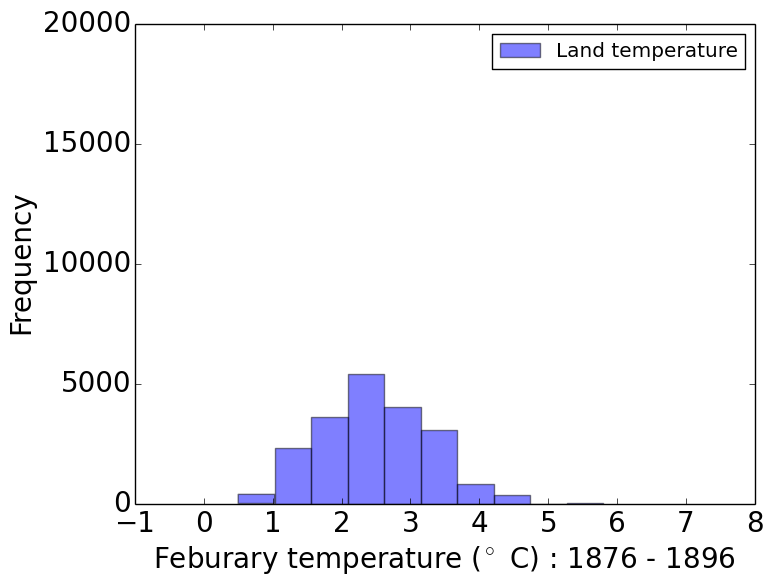 20000
Land temperature
15000
Frequency
10000
5000
0
−1 0 1 2 3 4 5 6 7 8
Feburary temperature (° C) : 1876 - 1896